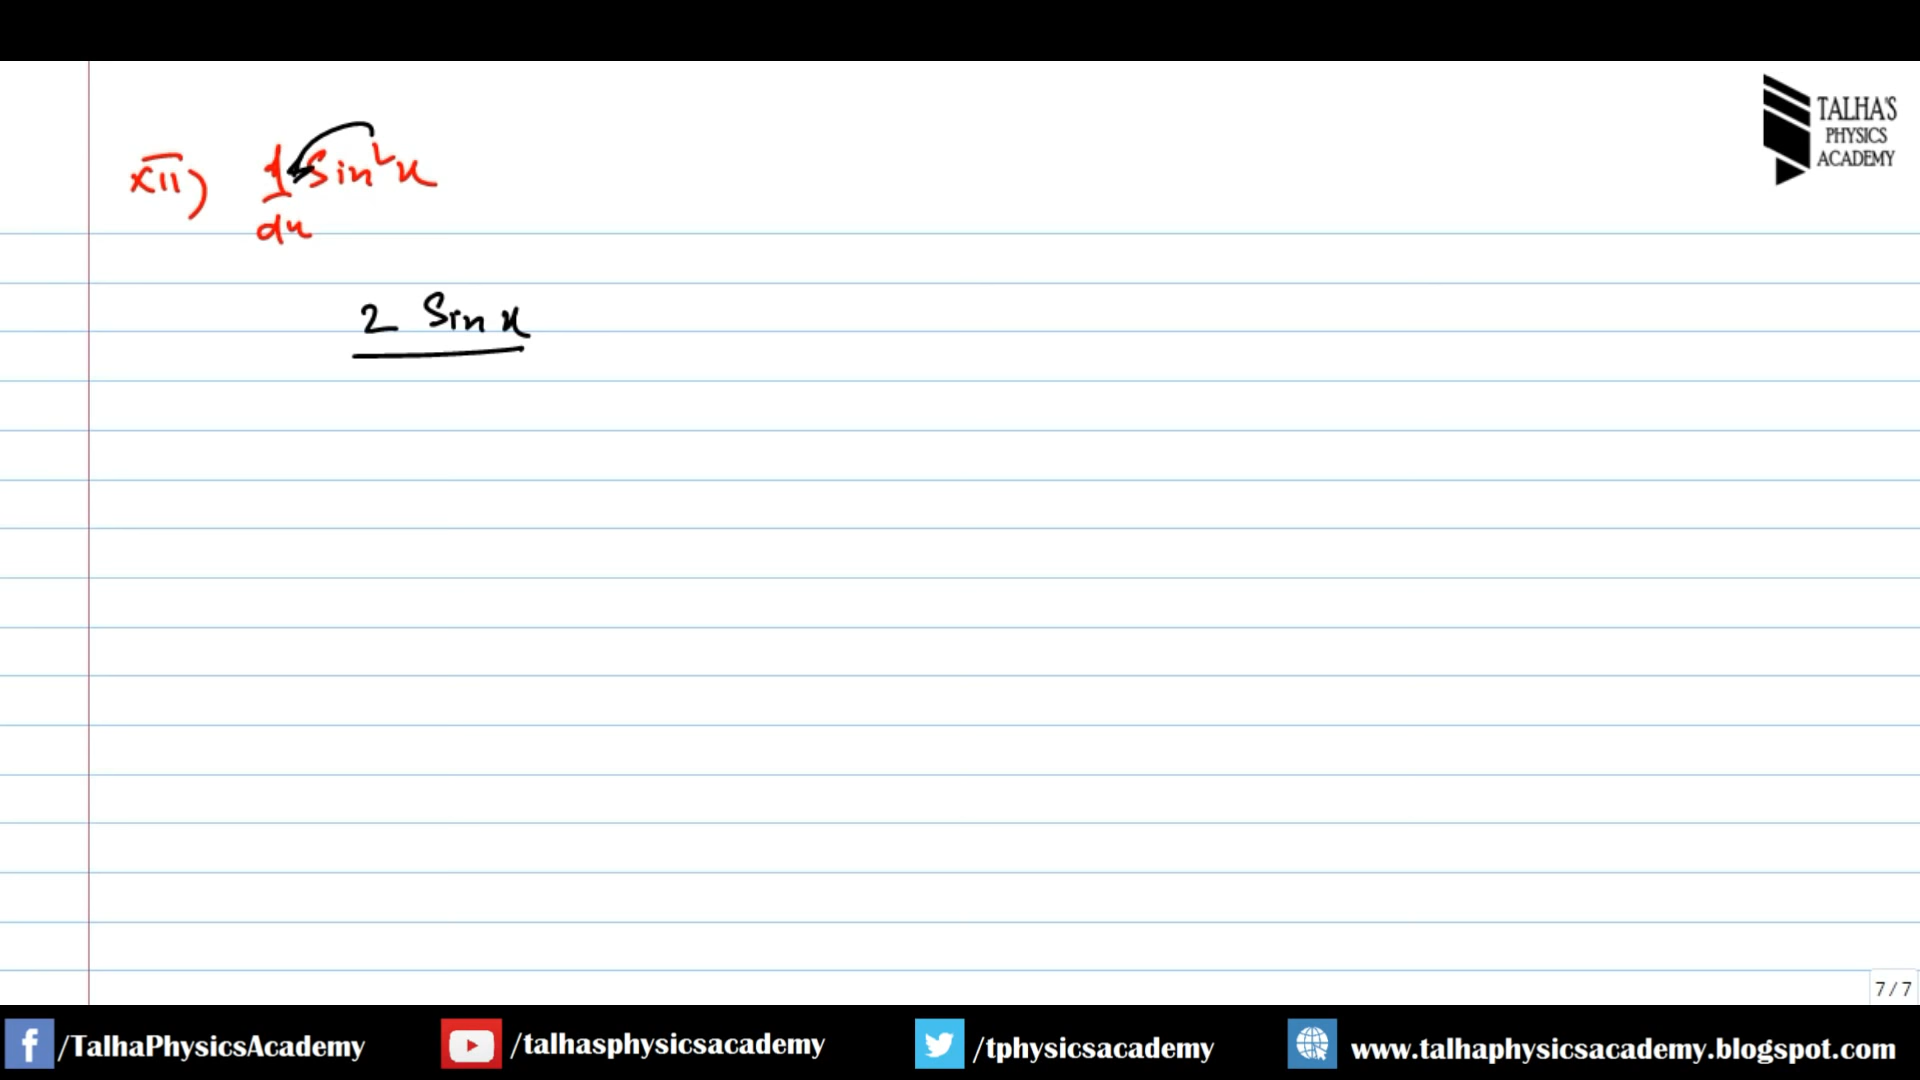 TALHA'S
PHYSICS
ACADEMY
XII) d Sin²x
dx
2 Sin x
7 / 7
/TalhaPhysicsAcademy
/talhasphysicsacademy
/tphysicsacademy
www.talhaphysicsacademy.blogspot.com